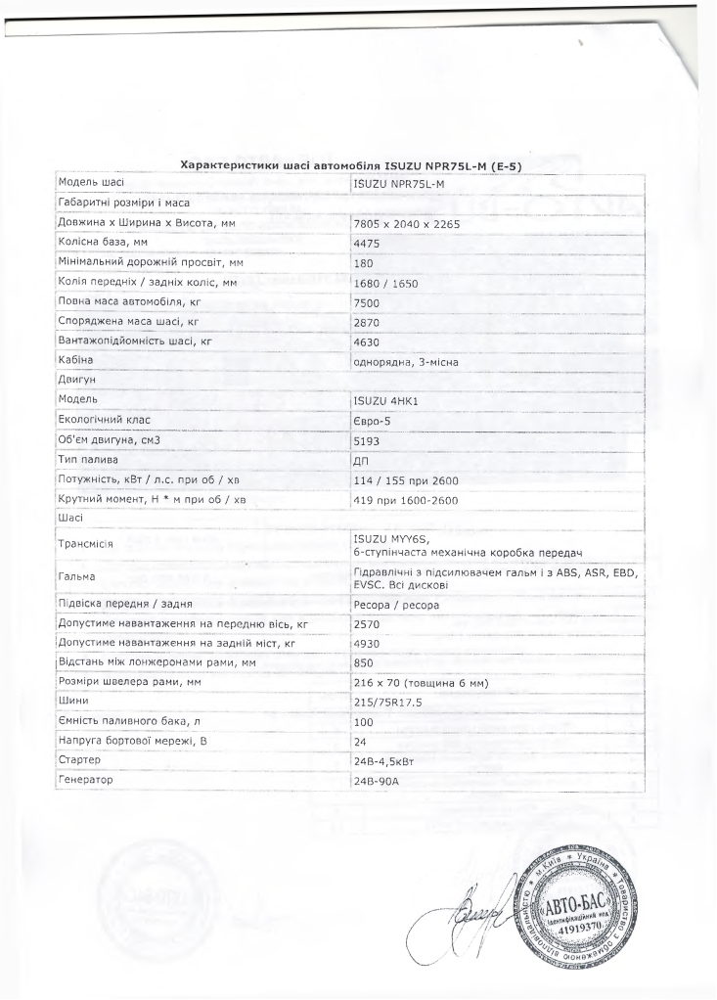 Характеристики шасі автомобіля ISUZU NPR75L-M (Е-5)
Модель шасі ISUZU NPR75L-M
Габаритні розміри і маса
Довжина х Ширина х Висота, мм 7805 х 2040 х 2265
Колісна база, мм 4475
Мінімальний дорожній просвіт, мм 180
Колія передніх / задніх коліс, мм 1680 / 1650
Повна маса автомобіля, кг 7500
Споряджена маса шасі, кг 2870
Вантажопідйомність шасі, кг 4630
Кабіна однорядна, 3-місна
Двигун
Модель ISUZU 4HK1
Екологічний клас Євро-5
Об'єм двигуна, см3 5193
Тип палива ДП
Потужність, кВт / л.с. при об / хв 114 / 155 при 2600
Крутний момент, Н * м при об / хв 419 при 1600-2600
Шасі
Трансмісія ISUZU MYY6S,
6-ступінчаста механічна коробка передач
Гальма Гідравлічні з підсилювачем гальм і з ABS, ASR, EBD,
EVSC. Всі дискові
Підвіска передня / задня Ресора / ресора
Допустиме навантаження на передню вісь, кг 2570
Допустиме навантаження на задній міст, кг 4930
Відстань між лонжеронами рами, мм 850
Розміри швелера рами, мм 216 х 70 (товщина 6 мм)
Шини 215/75R17.5
Ємність паливного бака, л 100
Напруга бортової мережі, В 24
Стартер 24В-4,5кВт
Генератор 24В-90А
* м.Київ * Україна * Товариство з обмеженою відповідальністю
«АВТО-БАС»
Ідентифікаційний код
41919370